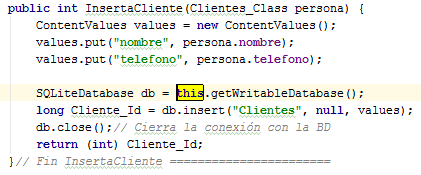 public int InsertaCliente(Clientes_Class persona) {
ContentValues values = new ContentValues();
values.put("nombre", persona.nombre);
values.put("telefono", persona.telefono);
SQLiteDatabase db = this.getWritableDatabase();
long Cliente_Id = db.insert("Clientes", null, values);
db.close();// Cierra la conexión con la BD
return (int) Cliente_Id;
}// Fin InsertaCliente =======================